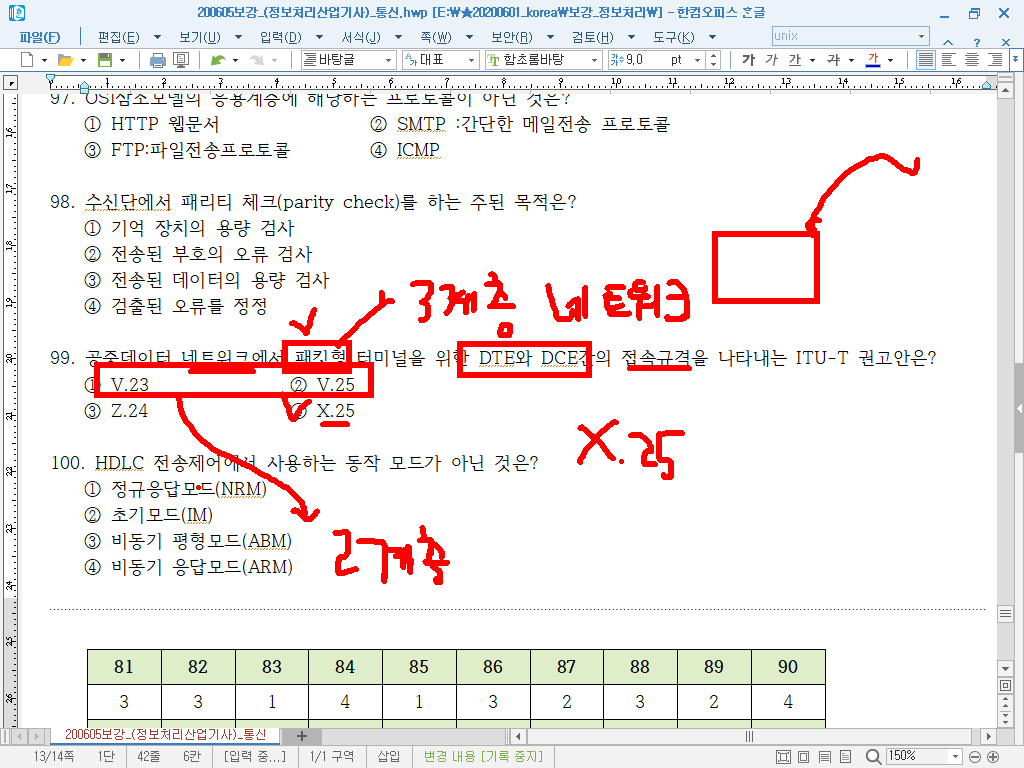 200605보강_(정보처리산업기사)_통신.hwp [E:₩★20200601_korea₩보강_정보처리₩] - 한컴오피스 한글
파일(F) 편집(E) 보기(U) 입력(D) 서식(J) 쪽(W) 보안(R) 검토(H) 도구(K) unix
바탕글 대표 함초롬바탕 9,0 pt 가 가 가 가 가
1 2 3 4 5 6 7 8 9 10 11 12 13 14 15 16
97. OSI참조모델의 응용계층에 해당하는 프로토콜이 아닌 것은?
① HTTP 웹문서 ② SMTP :간단한 메일전송 프로토콜
③ FTP:파일전송프로토콜 ④ ICMP
98. 수신단에서 패리티 체크(parity check)를 하는 주된 목적은?
① 기억 장치의 용량 검사
② 전송된 부호의 오류 검사
③ 전송된 데이터의 용량 검사
④ 검출된 오류를 정정
3계층 네트워크
99. 공중데이터 네트워크에서 패킷형 터미널을 위한 DTE와 DCE간의 접속규격을 나타내는 ITU-T 권고안은?
① V.23 ② V.25
③ Z.24 ④ X.25
X.25
100. HDLC 전송제어에서 사용하는 동작 모드가 아닌 것은?
① 정규응답모드(NRM)
② 초기모드(IM)
③ 비동기 평형모드(ABM)
④ 비동기 응답모드(ARM)
2계층
81 82 83 84 85 86 87 88 89 90
3 3 1 4 1 3 2 3 2 4
200605보강_(정보처리산업기사)_통신
13/14쪽 1단 42줄 6칸 [입력 중...] 1/1 구역 삽입 변경 내용 [기록 중지] 150%